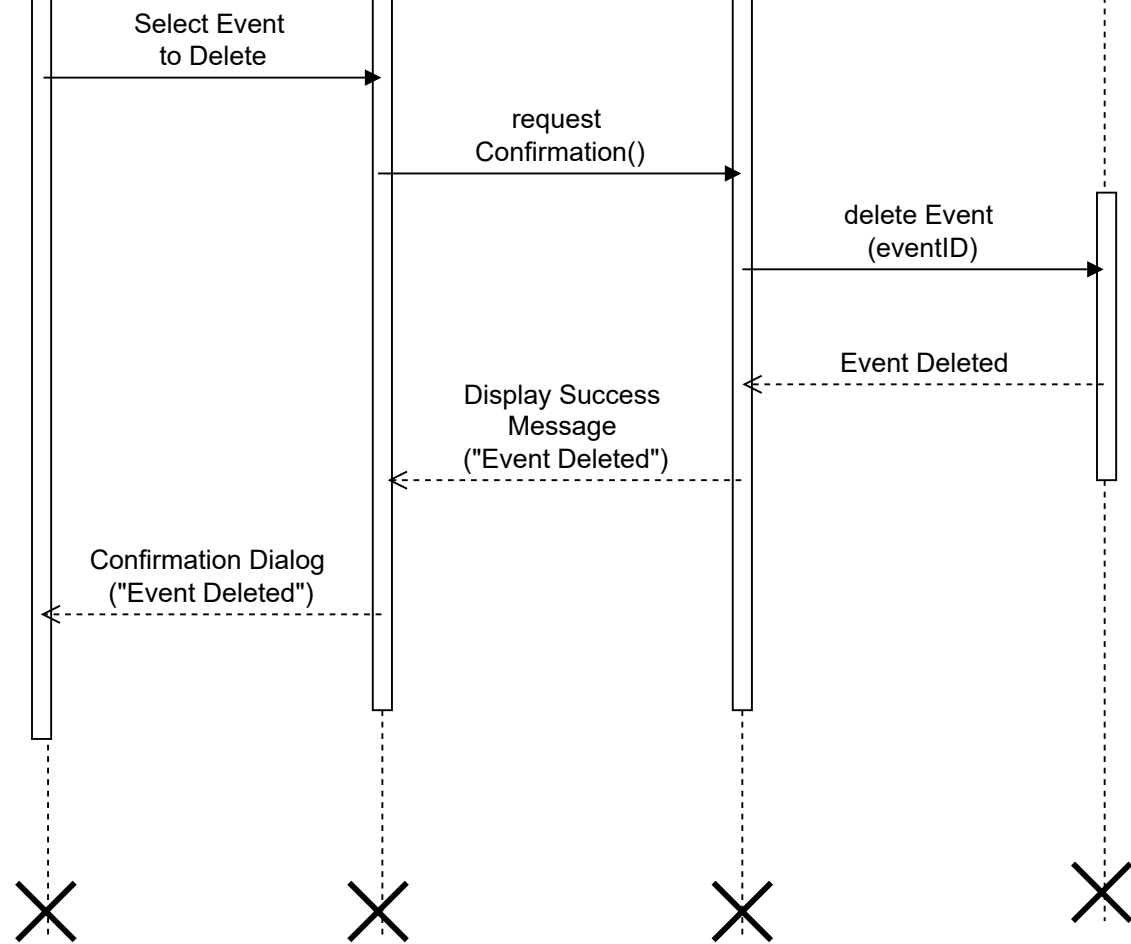 Select Event
to Delete
request
Confirmation()
delete Event
(eventID)
Event Deleted
Display Success
Message
("Event Deleted")
Confirmation Dialog
("Event Deleted")